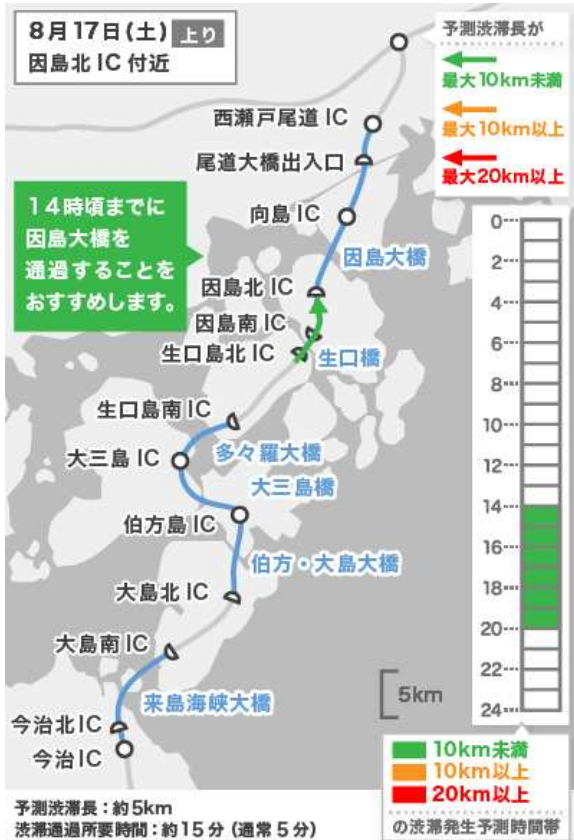 8月17日(土) 上り
因島北IC付近
予測渋滞長が
最大10km未満
最大10km以上
最大20km以上
西瀬戸尾道IC
尾道大橋出入口
向島IC
14時頃までに
因島大橋を
通過することを
おすすめします。
因島大橋
因島北IC
因島南IC
生口島北IC
生口橋
生口島南IC
多々羅大橋
大三島IC
大三島橋
伯方島IC
伯方・大島大橋
大島北IC
大島南IC
来島海峡大橋
今治北IC
今治IC
5km
0
2
4
6
8
10
12
14
16
18
20
22
24
10km未満
10km以上
20km以上
の渋滞発生予測時間帯
予測渋滞長：約5km
渋滞通過所要時間：約15分（通常5分）